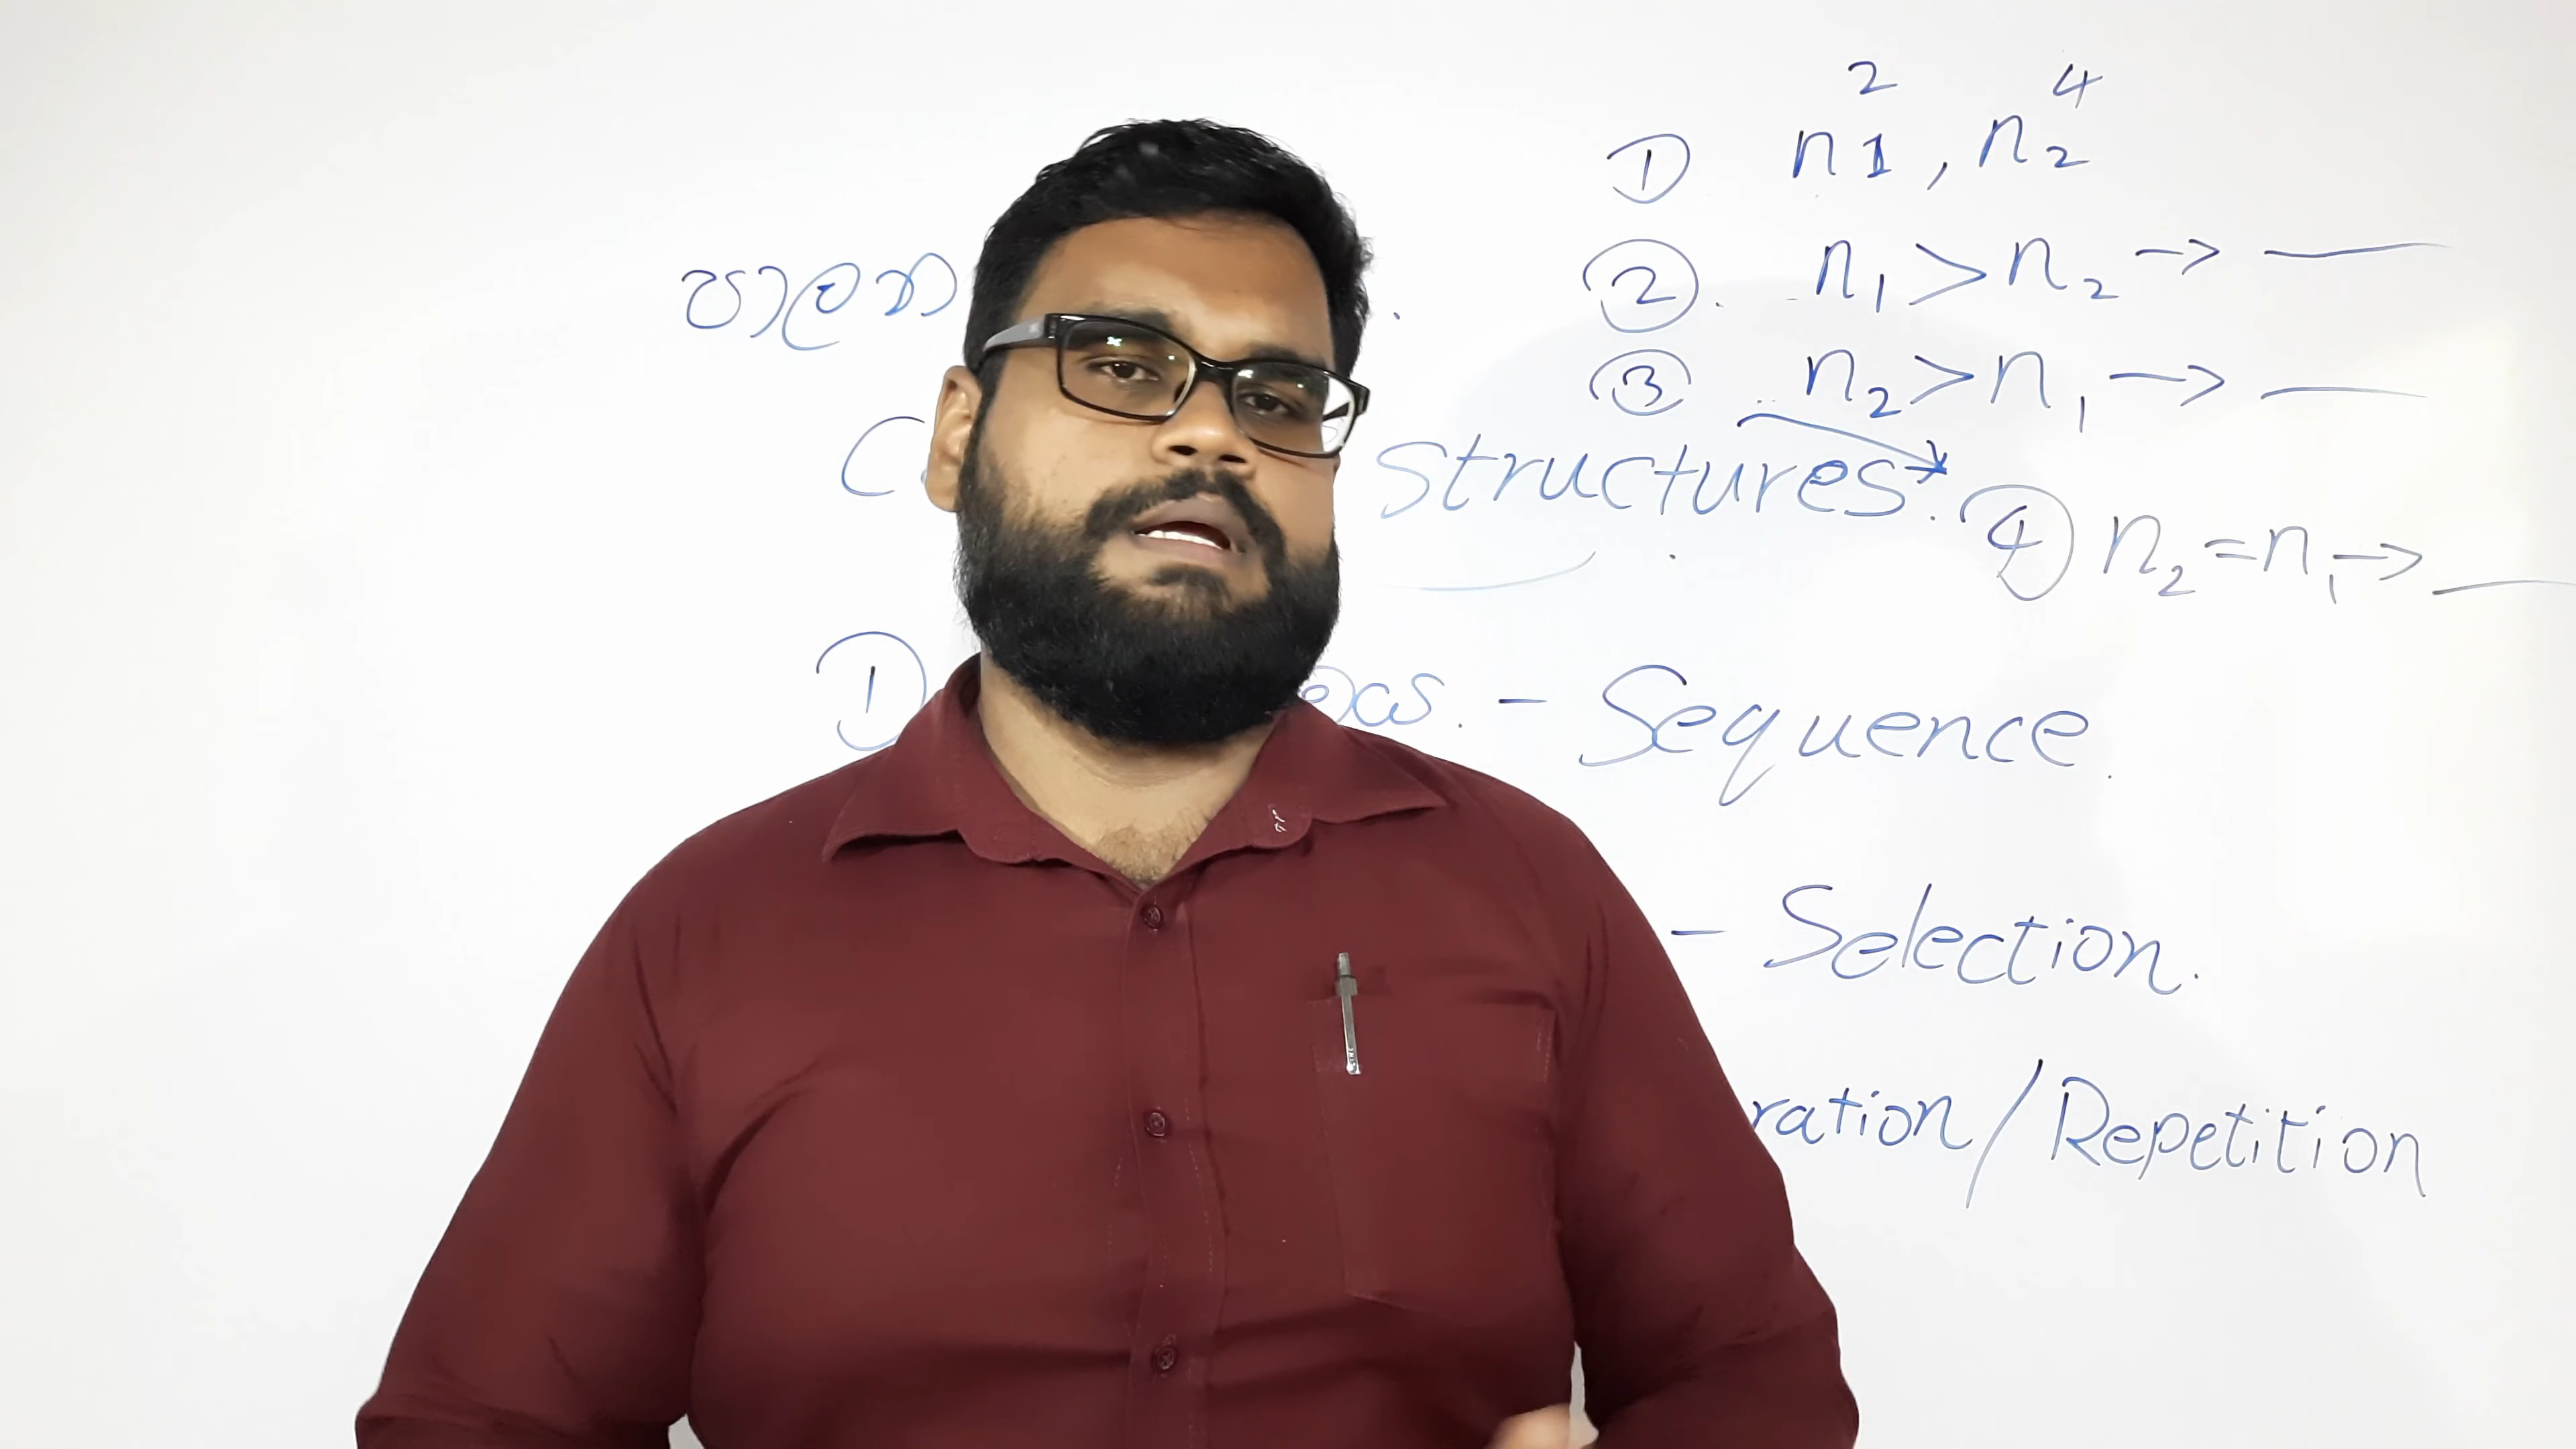 2 4
① n1 , n2
පාලන
②. n1 > n2 →
③ n2 > n1 →
Structures.
④ n2 = n1 →
① - Sequence.
- Selection.
ration / Repetition